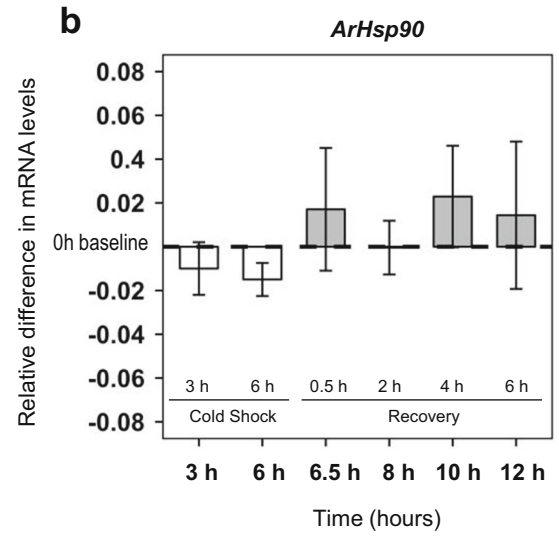 b
ArHsp90
Relative difference in mRNA levels
0.08
0.06
0.4
0.02
0h baseline
-0.02
-0.04
-0.06
-0.08
3 h 6 h 0.5 h 2 h 4 h 6 h
Cold Shock Recovery
3 h 6 h 6.5 h 8 h 10 h 12 h
Time (hours)